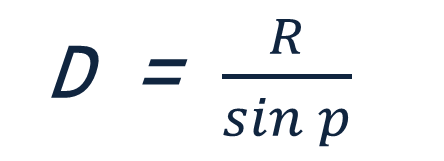 D = R / sin p